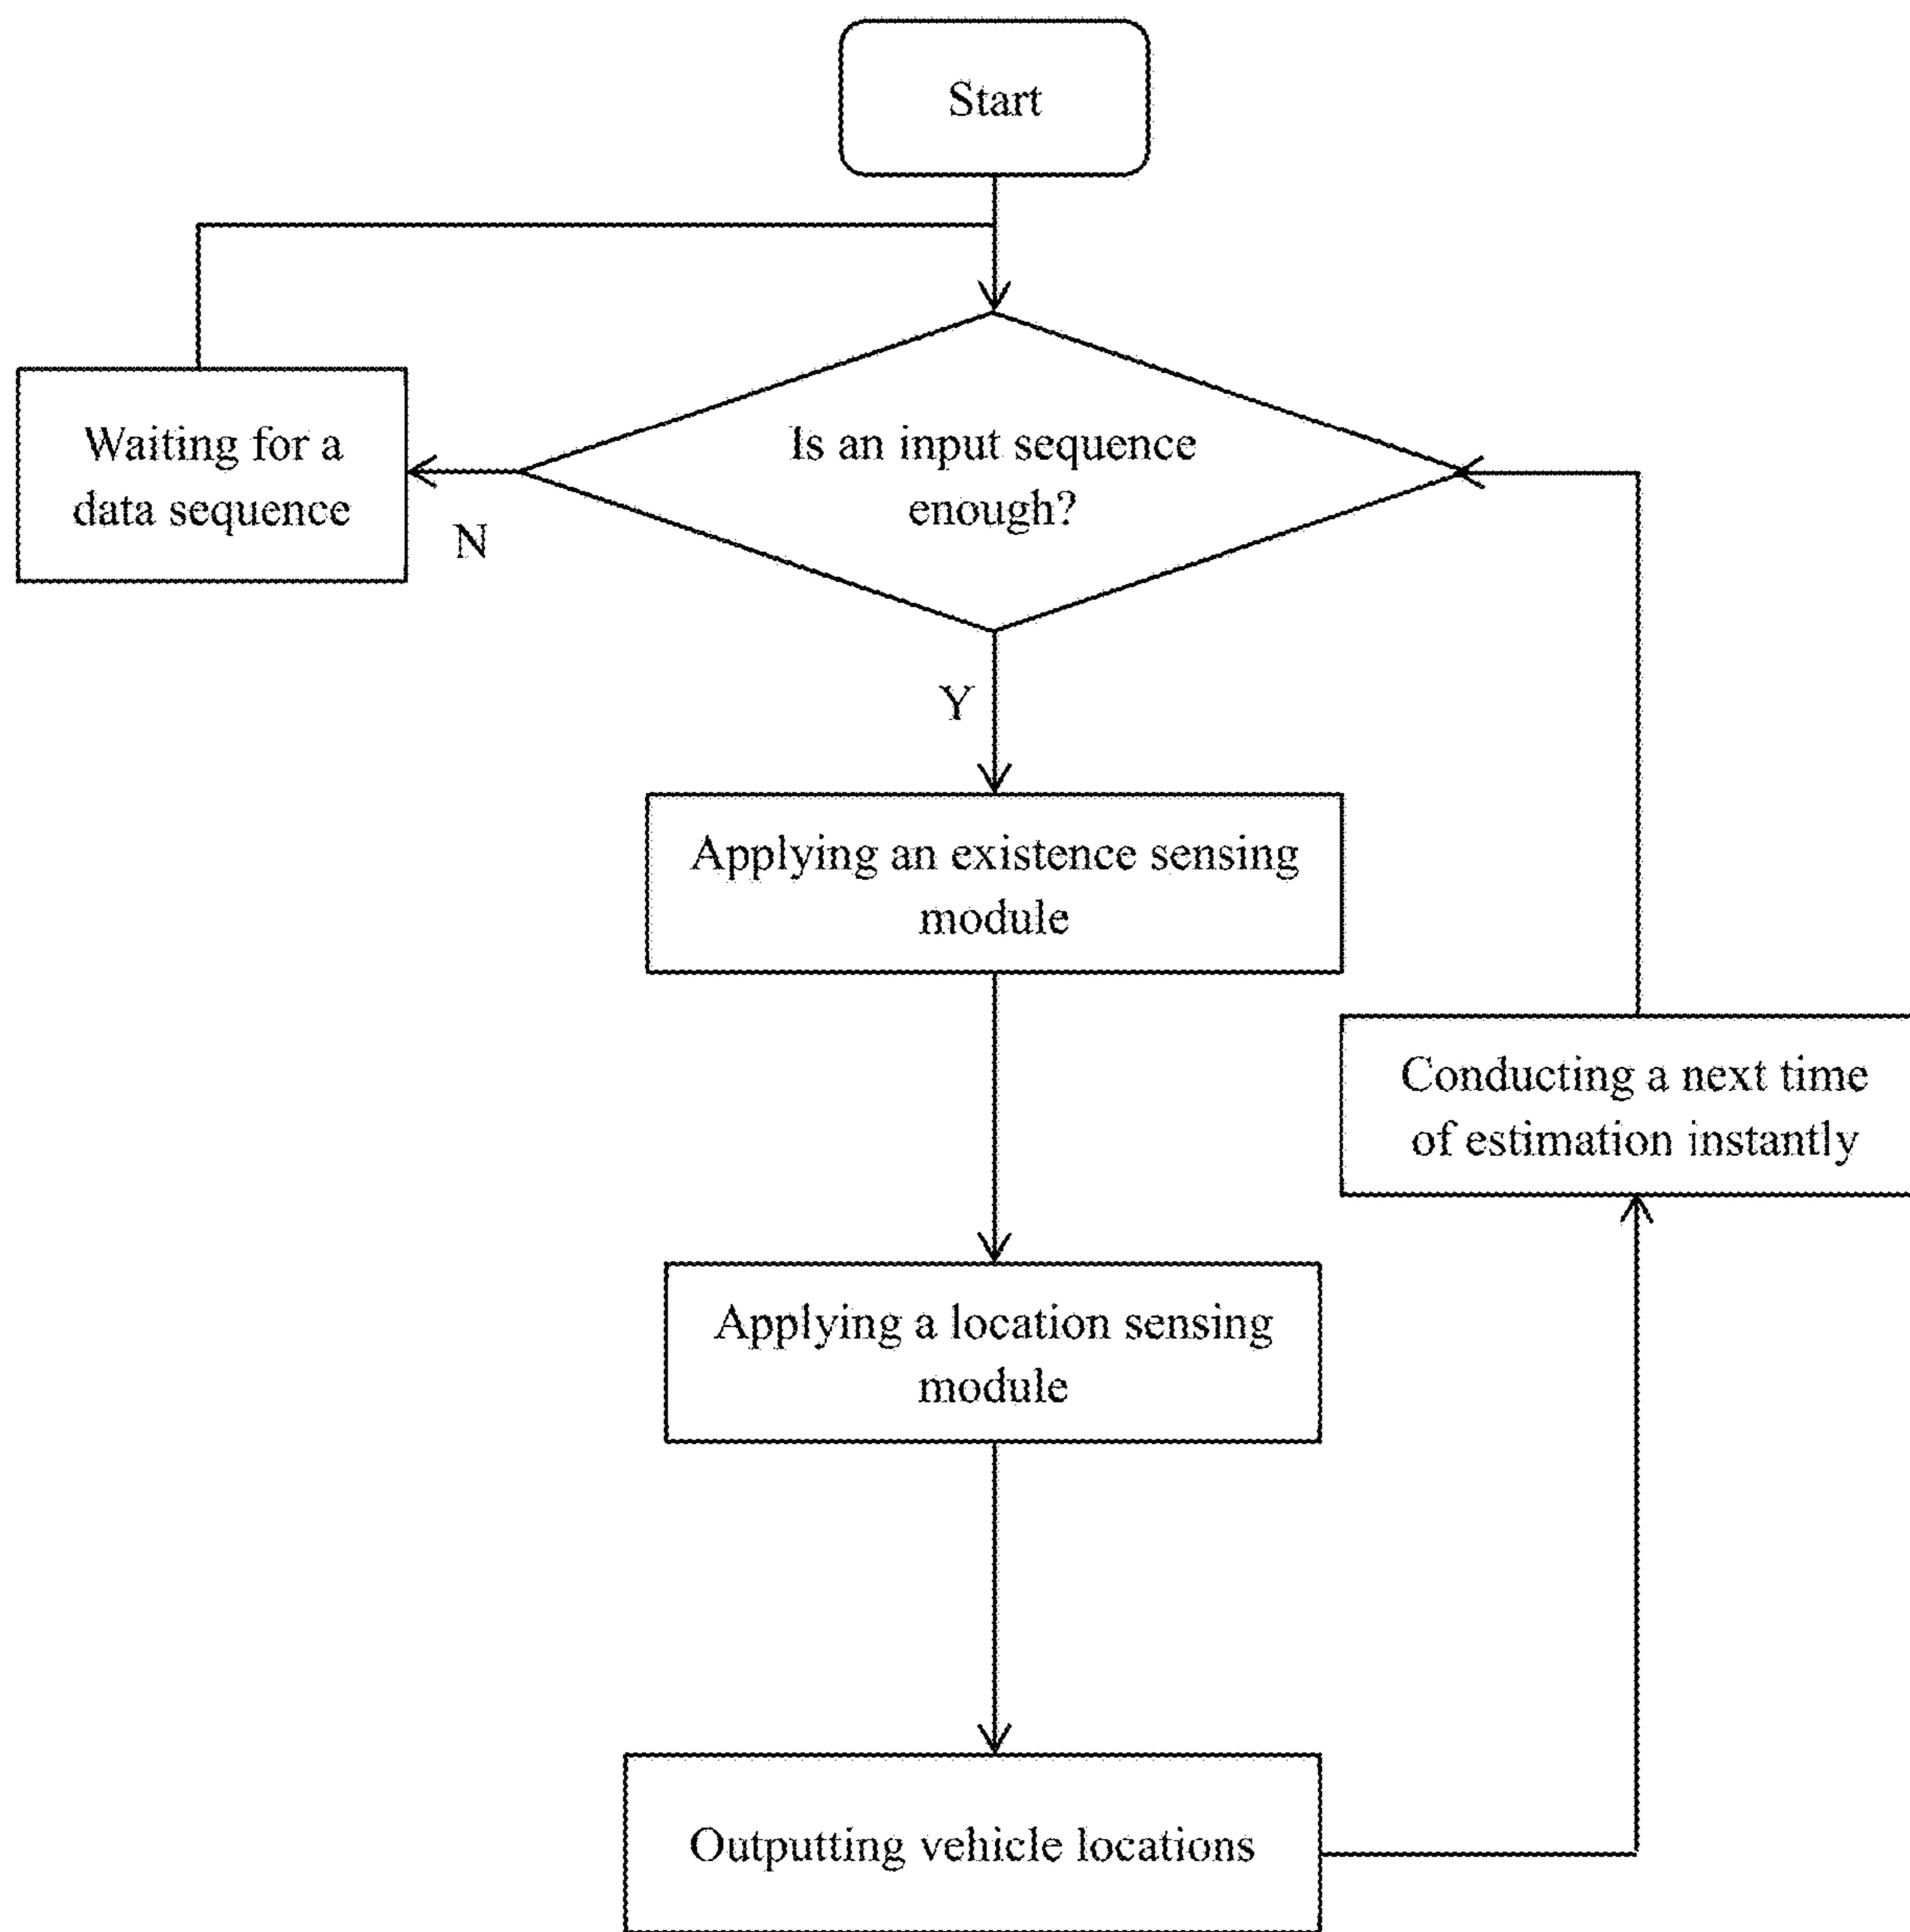 Start
Waiting for a
data sequence
N
Is an input sequence
enough?
Y
Applying an existence sensing
module
Conducting a next time
of estimation instantly
Applying a location sensing
module
Outputting vehicle locations